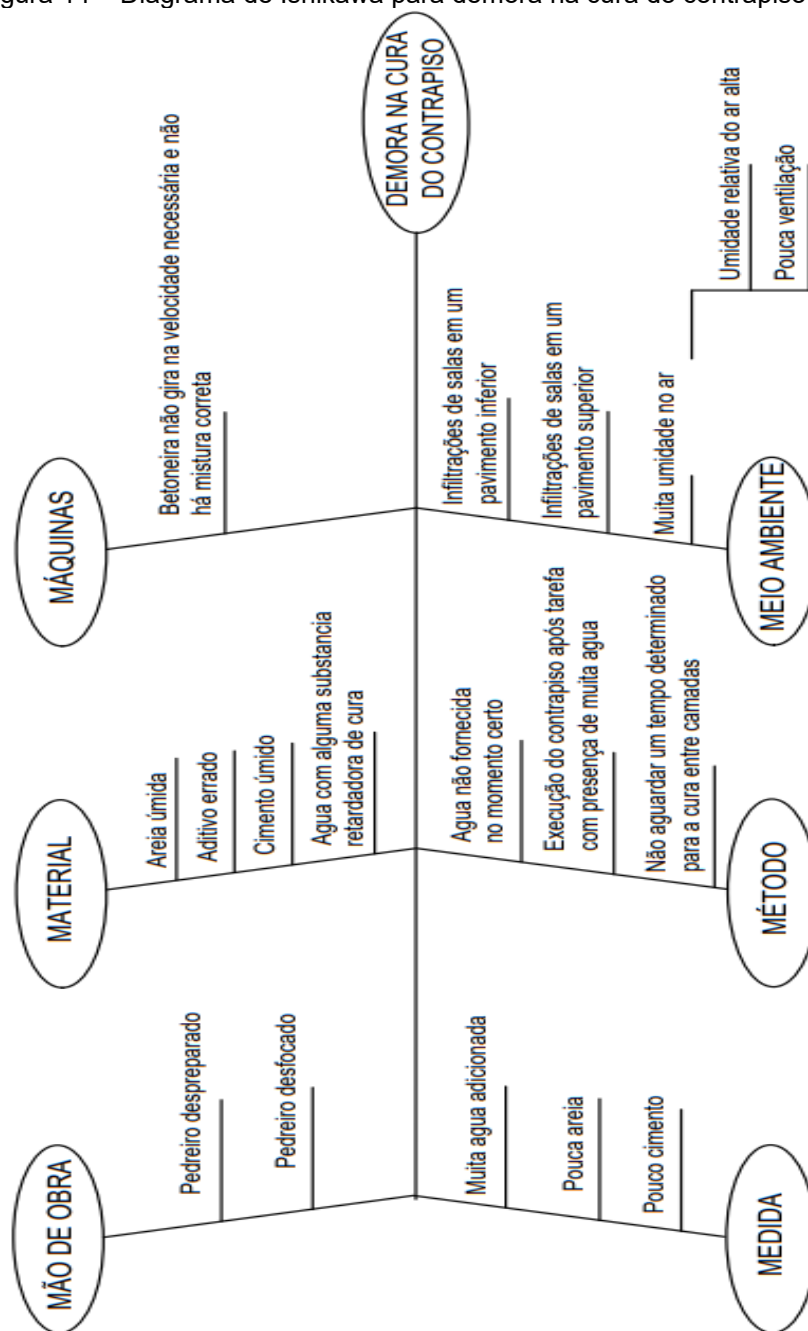 gura 11 – Diagrama de Ishikawa para demora na cura do contrapiso
MÃO DE OBRA
Pedreiro despreparado
Pedreiro desfocado
MATERIAL
Areia úmida
Aditivo errado
Cimento úmido
Agua com alguma substancia
retardadora de cura
MÁQUINAS
Betoneira não gira na velocidade necessária e não
há mistura correta
DEMORA NA CURA
DO CONTRAPISO
MEDIDA
Muita agua adicionada
Pouca areia
Pouco cimento
MÉTODO
Agua não fornecida
no momento certo
Execução do contrapiso após tarefa
com presença de muita agua
Não aguardar um tempo determinado
para a cura entre camadas
MEIO AMBIENTE
Infiltrações de salas em um
pavimento inferior
Infiltrações de salas em um
pavimento superior
Muita umidade no ar
Umidade relativa do ar alta
Pouca ventilação